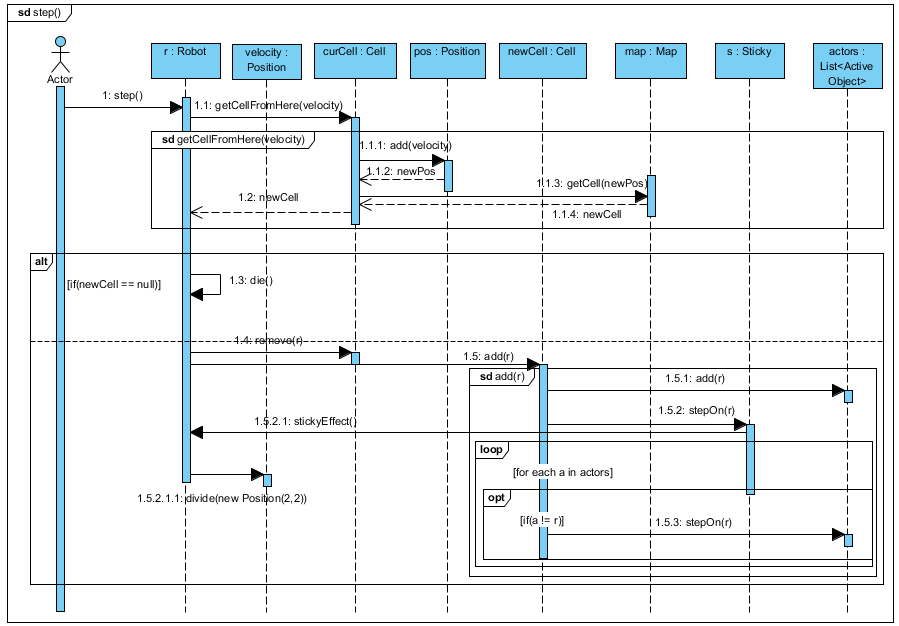 sd step()
Actor
r : Robot
velocity :
Position
curCell : Cell
pos : Position
newCell : Cell
map : Map
s : Sticky
actors :
List<Active
Object>
1: step()
1.1: getCellFromHere(velocity)
sd getCellFromHere(velocity)
1.1.1: add(velocity)
1.1.2: newPos
1.1.3: getCell(newPos)
1.2: newCell
1.1.4: newCell
alt
[if(newCell == null)]
1.3: die()
1.4: remove(r)
1.5: add(r)
sd add(r)
1.5.1: add(r)
1.5.2: stepOn(r)
1.5.2.1: stickyEffect()
loop
[for each a in actors]
1.5.2.1.1: divide(new Position(2,2))
opt
[if(a != r)]
1.5.3: stepOn(r)